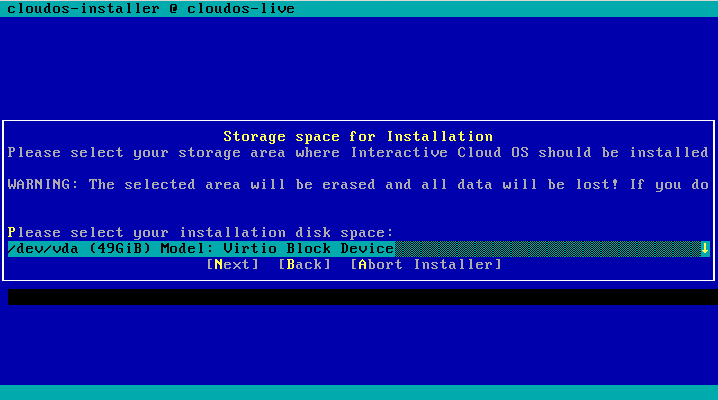 cloudos-installer @ cloudos-live
Storage space for Installation
Please select your storage area where Interactive Cloud OS should be installed
WARNING: The selected area will be erased and all data will be lost! If you do
Please select your installation disk space:
/dev/vda (49GiB) Model: Virtio Block Device ↓
[Next] [Back] [Abort Installer]